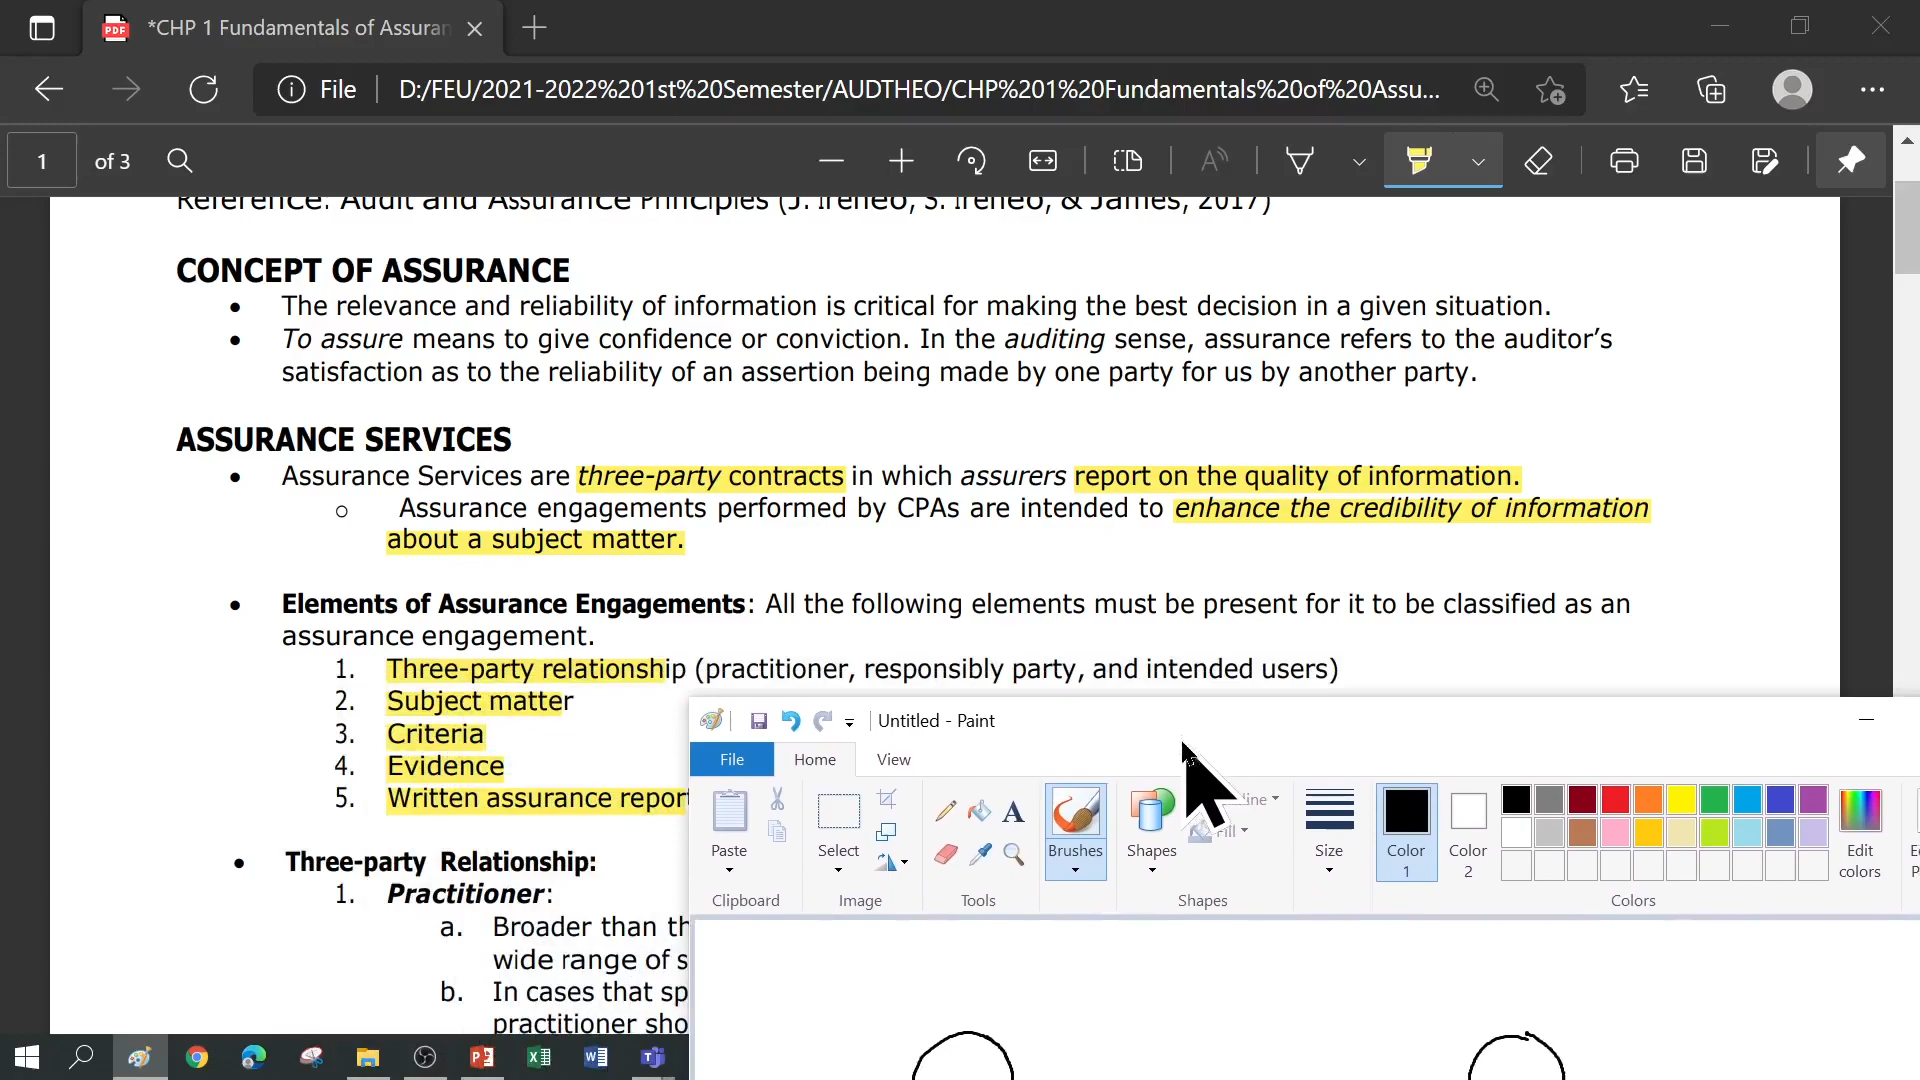 *CHP 1 Fundamentals of Assuran
File
D:/FEU/2021-2022%201st%20Semester/AUDTHEO/CHP%201%20Fundamentals%20of%20Assu...
1 of 3
Reference: Audit and Assurance Principles (J. Ireneo, S. Ireneo, & James, 2017)
CONCEPT OF ASSURANCE
• The relevance and reliability of information is critical for making the best decision in a given situation.
• To assure means to give confidence or conviction. In the auditing sense, assurance refers to the auditor's
satisfaction as to the reliability of an assertion being made by one party for us by another party.
ASSURANCE SERVICES
• Assurance Services are three-party contracts in which assurers report on the quality of information.
o Assurance engagements performed by CPAs are intended to enhance the credibility of information
about a subject matter.
• Elements of Assurance Engagements: All the following elements must be present for it to be classified as an
assurance engagement.
1. Three-party relationship (practitioner, responsibly party, and intended users)
2. Subject matter
3. Criteria
4. Evidence
5. Written assurance report
• Three-party Relationship:
1. Practitioner:
a. Broader than th
wide range of s
b. In cases that sp
practitioner sho
Untitled - Paint
File Home View
Paste
Select
Brushes
Shapes
Size
Color
1
Color
2
Edit
colors
Clipboard
Image
Tools
Shapes
Colors